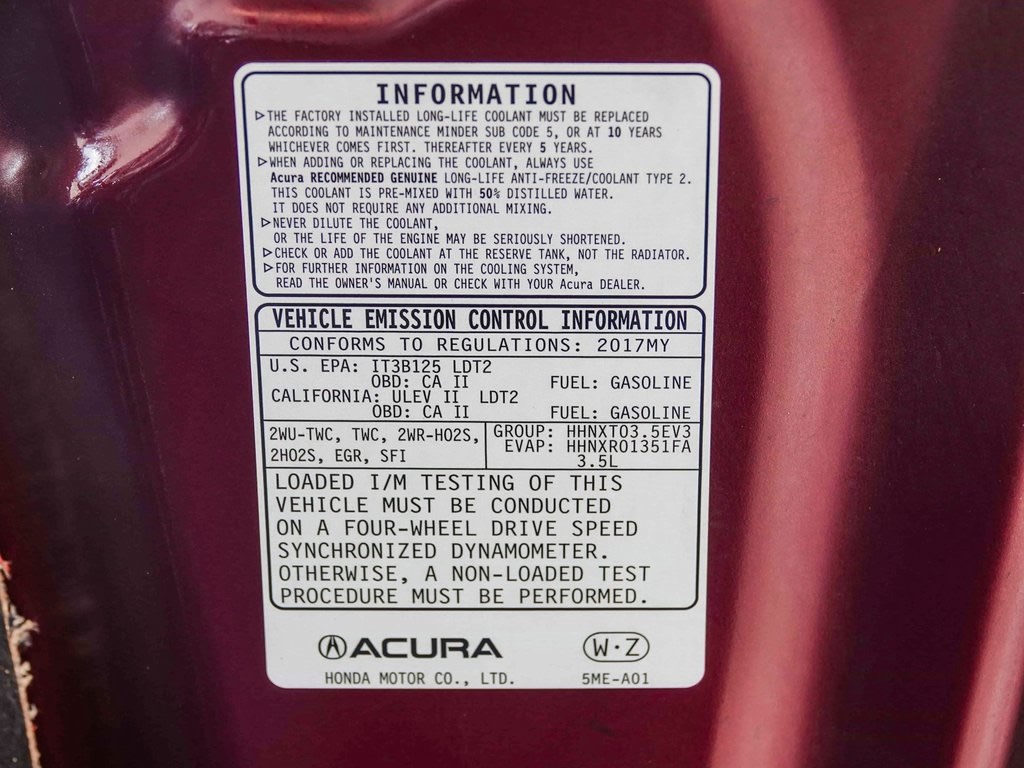 INFORMATION
▷THE FACTORY INSTALLED LONG-LIFE COOLANT MUST BE REPLACED
ACCORDING TO MAINTENANCE MINDER SUB CODE 5, OR AT 10 YEARS
WHICHEVER COMES FIRST. THEREAFTER EVERY 5 YEARS.
▷WHEN ADDING OR REPLACING THE COOLANT, ALWAYS USE
Acura RECOMMENDED GENUINE LONG-LIFE ANTI-FREEZE/COOLANT TYPE 2.
THIS COOLANT IS PRE-MIXED WITH 50% DISTILLED WATER.
IT DOES NOT REQUIRE ANY ADDITIONAL MIXING.
▷NEVER DILUTE THE COOLANT,
OR THE LIFE OF THE ENGINE MAY BE SERIOUSLY SHORTENED.
▷CHECK OR ADD THE COOLANT AT THE RESERVE TANK, NOT THE RADIATOR.
▷FOR FURTHER INFORMATION ON THE COOLING SYSTEM,
READ THE OWNER'S MANUAL OR CHECK WITH YOUR Acura DEALER.
VEHICLE EMISSION CONTROL INFORMATION
CONFORMS TO REGULATIONS: 2017MY
U.S. EPA: IT3B125 LDT2
OBD: CA II FUEL: GASOLINE
CALIFORNIA: ULEV II LDT2
OBD: CA II FUEL: GASOLINE
2WU-TWC, TWC, 2WR-HO2S,
2HO2S, EGR, SFI
GROUP: HHNXT03.5EV3
EVAP: HHNXR01351FA
3.5L
LOADED I/M TESTING OF THIS
VEHICLE MUST BE CONDUCTED
ON A FOUR-WHEEL DRIVE SPEED
SYNCHRONIZED DYNAMOMETER.
OTHERWISE, A NON-LOADED TEST
PROCEDURE MUST BE PERFORMED.
ACURA
HONDA MOTOR CO., LTD.
W·Z
5ME-A01